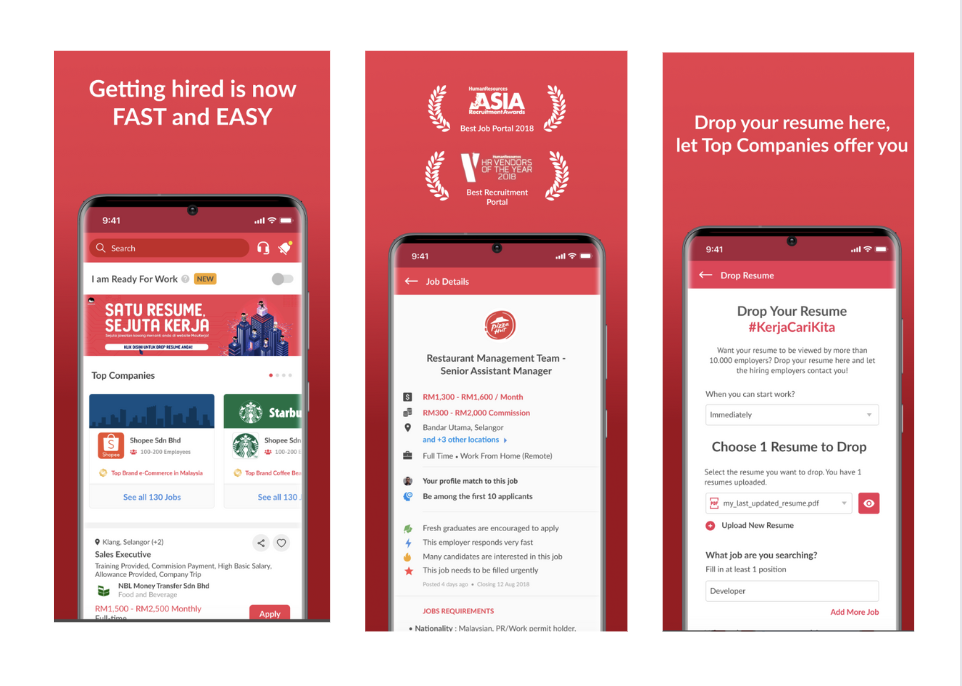 Getting hired is now
FAST and EASY
9:41
Search
I am Ready For Work
NEW
SATU RESUME,
SEJUTA KERJA
KLIK DISINI UNTUK DROP RESUME ANDA!
Top Companies
Shopee
Shopee Sdn Bhd
100-200 Employees
Top Brand e-Commerce in Malaysia
See all 130 Jobs
Starbu
Shopee Sdn
100-200
Top Brand Coffee Bea
See all 130
Klang, Selangor (+2)
Sales Executive
Training Provided, Commision Payment, High Basic Salary,
Allowance Provided, Company Trip
NBL Money Transfer Sdn Bhd
Food and Beverage
RM1,500 - RM2,500 Monthly
Full-time
Apply
HumanResources
ASIA
Recruitment Awards
Best Job Portal 2018
HumanResources
HR VENDORS
OF THE YEAR
2018
Best Recruitment
Portal
9:41
Job Details
Pizza
Hut
Restaurant Management Team -
Senior Assistant Manager
RM1,300 - RM1,600 / Month
RM300 - RM2,000 Commission
Bandar Utama, Selangor
and +3 other locations
Full Time • Work From Home (Remote)
Your profile match to this job
Be among the first 10 applicants
Fresh graduates are encouraged to apply
This employer responds very fast
Many candidates are interested in this job
This job needs to be filled urgently
Posted 4 days ago • Closing 12 Aug 2018
JOBS REQUIREMENTS
• Nationality : Malaysian, PR/Work permit holder,
Drop your resume here,
let Top Companies offer you
9:41
Drop Resume
Drop Your Resume
#KerjaCariKita
Want your resume to be viewed by more than
10.000 employers? Drop your resume here and let
the hiring employers contact you!
When you can start work?
Immediately
Choose 1 Resume to Drop
Select the resume you want to drop. You have 1
resumes uploaded.
PDF
my_last_updated_resume.pdf
Upload New Resume
What job are you searching?
Fill in at least 1 position
Developer
Add More Job